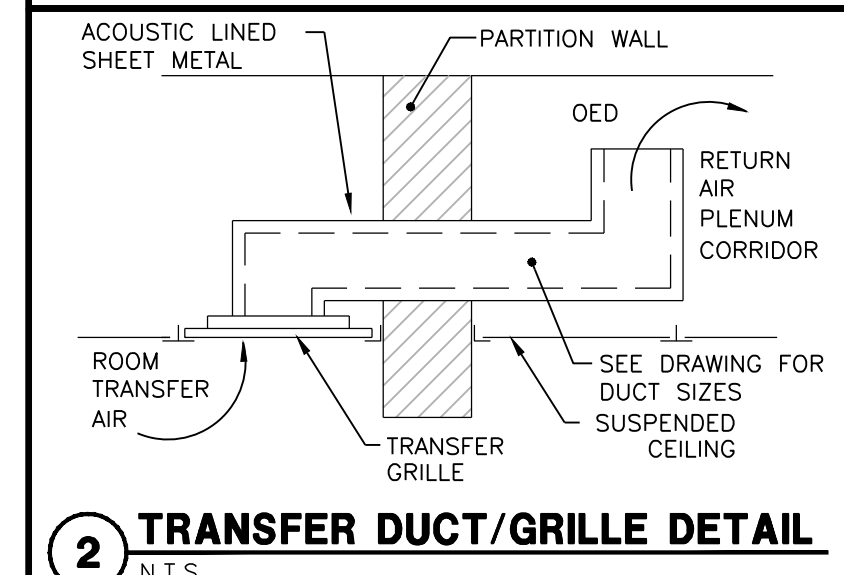 ACOUSTIC LINED
SHEET METAL
PARTITION WALL
OED
RETURN
AIR
PLENUM
CORRIDOR
ROOM
TRANSFER
AIR
SEE DRAWING FOR
DUCT SIZES
SUSPENDED
CEILING
TRANSFER
GRILLE
2
TRANSFER DUCT/GRILLE DETAIL
N.T.S.